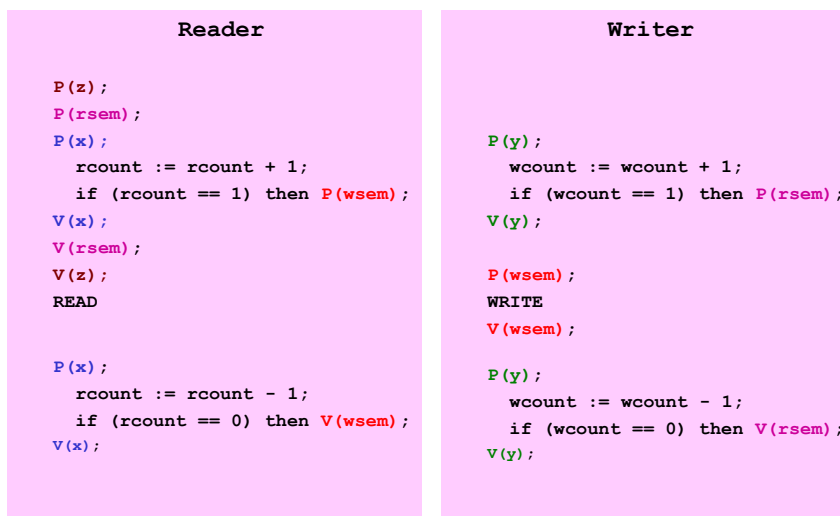 Reader
P(z);
P(rsem);
P(x);
rcount := rcount + 1;
if (rcount == 1) then P(wsem);
V(x);
V(rsem);
V(z);
READ
P(x);
rcount := rcount - 1;
if (rcount == 0) then V(wsem);
V(x);
Writer
P(y);
wcount := wcount + 1;
if (wcount == 1) then P(rsem);
V(y);
P(wsem);
WRITE
V(wsem);
P(y);
wcount := wcount - 1;
if (wcount == 0) then V(rsem);
V(y);